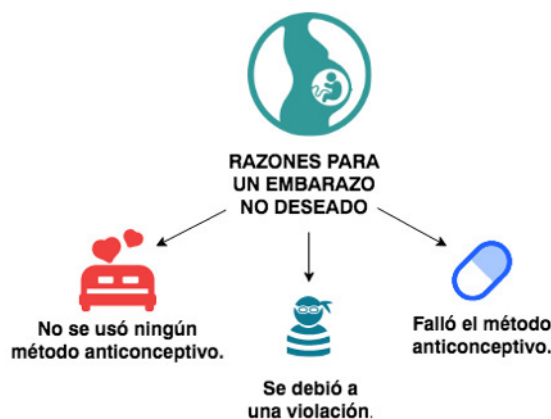 RAZONES PARA
UN EMBARAZO
NO DESEADO
No se usó ningún
método anticonceptivo.
Se debió a
una violación.
Falló el método
anticonceptivo.